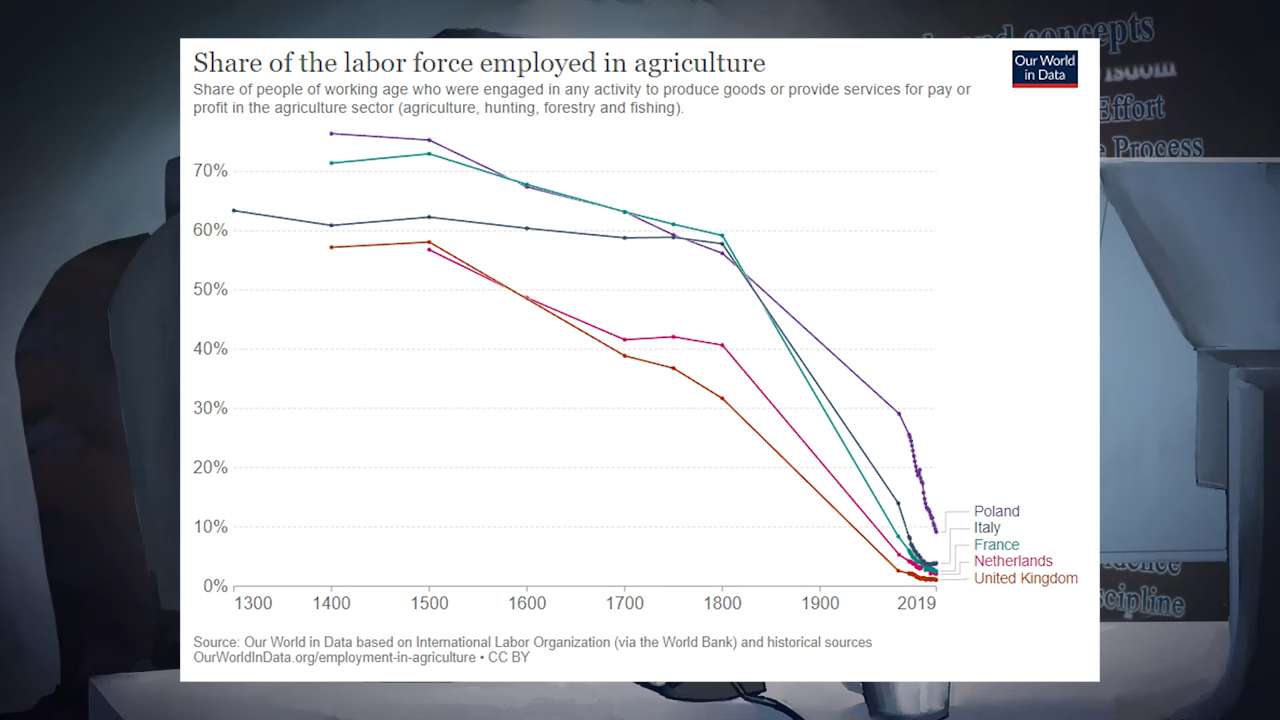 and concepts
Effort
Process
Share of the labor force employed in agriculture
Our World
in Data
Share of people of working age who were engaged in any activity to produce goods or provide services for pay or
profit in the agriculture sector (agriculture, hunting, forestry and fishing).
70%
60%
50%
40%
30%
20%
10%
0%
Poland
Italy
France
Netherlands
United Kingdom
1300 1400 1500 1600 1700 1800 1900 2019
Source: Our World in Data based on International Labor Organization (via the World Bank) and historical sources
OurWorldInData.org/employment-in-agriculture • CC BY